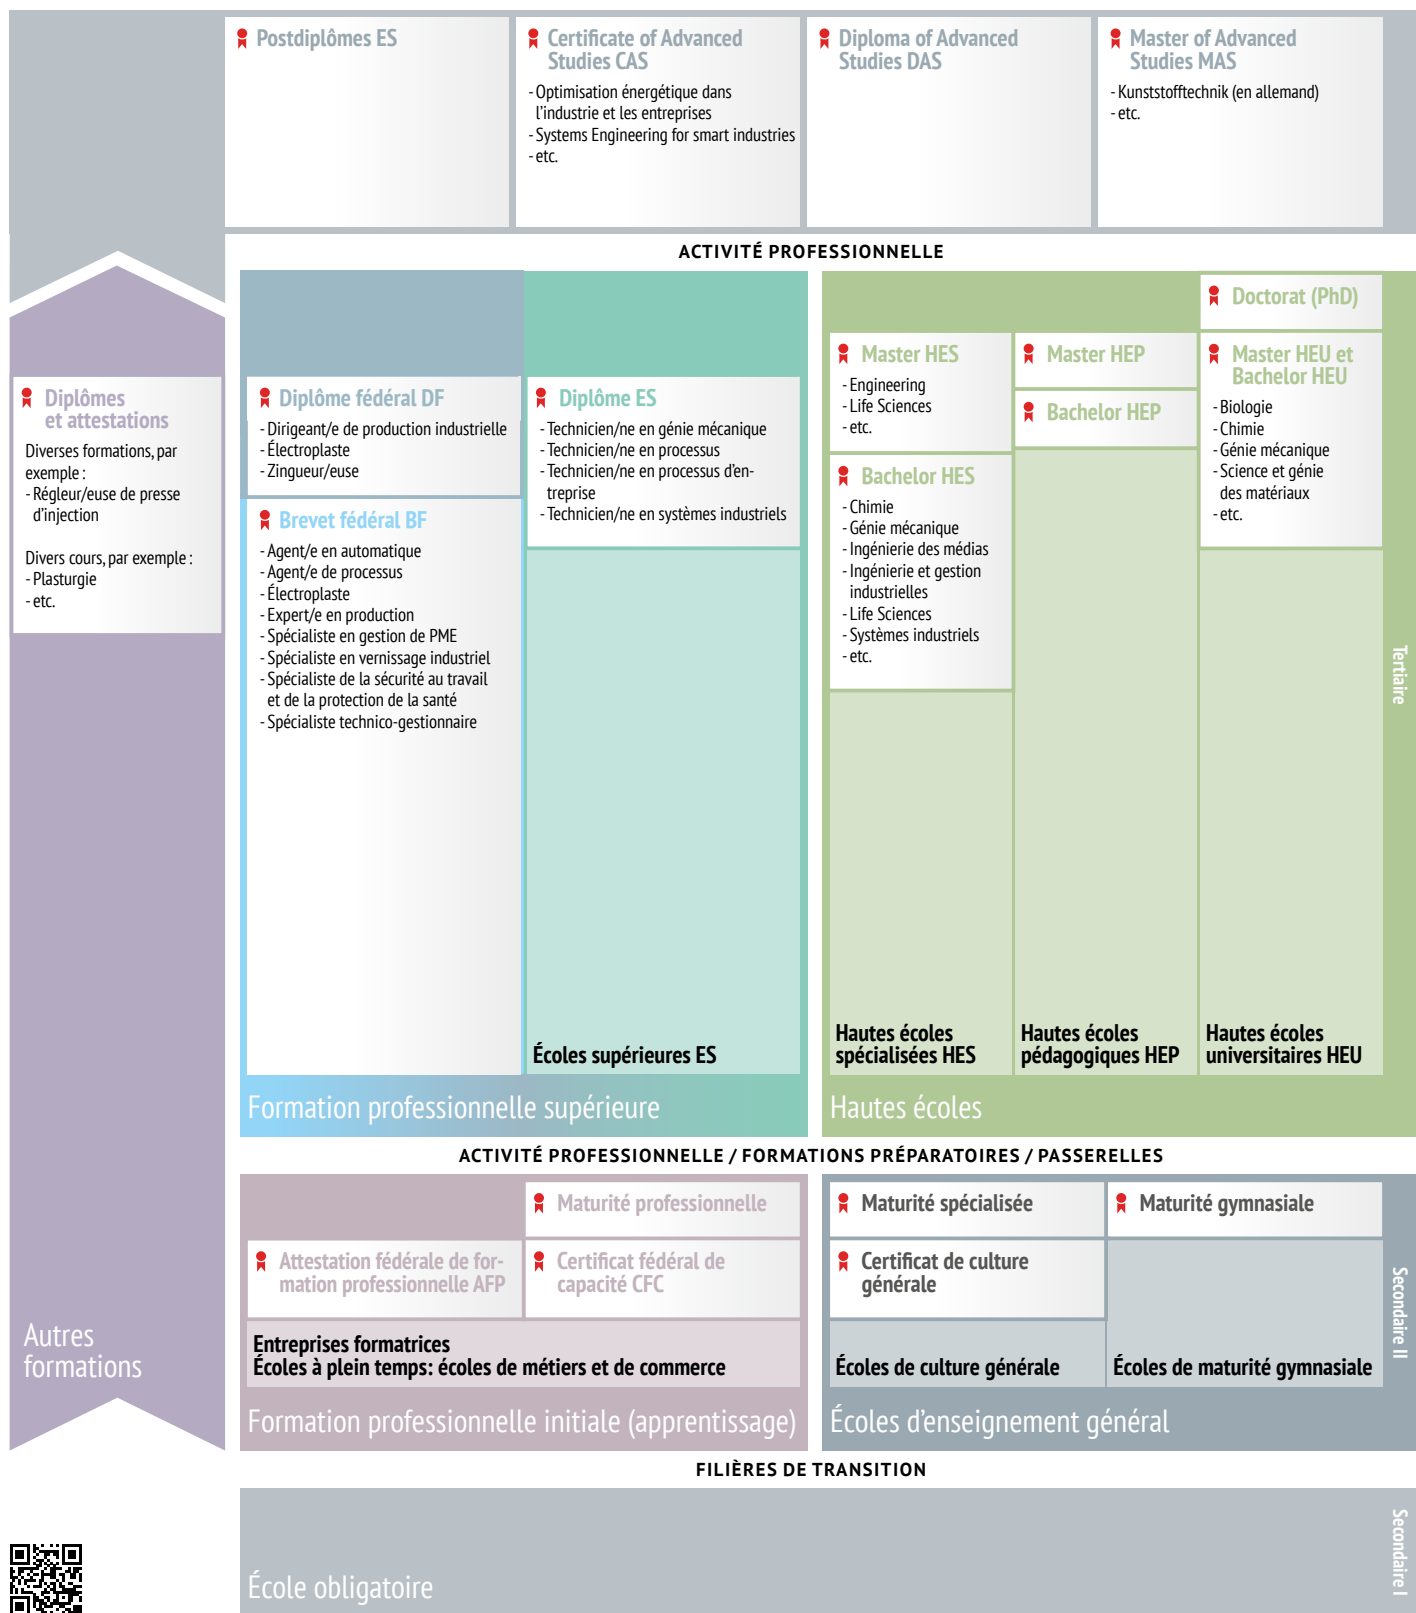 Postdiplômes ES
Certificate of Advanced
Studies CAS
- Optimisation énergétique dans
l'industrie et les entreprises
- Systems Engineering for smart industries
- etc.
Diploma of Advanced
Studies DAS
Master of Advanced
Studies MAS
- Kunststofftechnik (en allemand)
- etc.
ACTIVITÉ PROFESSIONNELLE
Diplômes
et attestations
Diverses formations, par
exemple :
- Régleur/euse de presse
d'injection
Divers cours, par exemple :
- Plasturgie
- etc.
Autres
formations
Diplôme fédéral DF
- Dirigeant/e de production industrielle
- Électroplaste
- Zingueur/euse
Brevet fédéral BF
- Agent/e en automatique
- Agent/e de processus
- Électroplaste
- Expert/e en production
- Spécialiste en gestion de PME
- Spécialiste en vernissage industriel
- Spécialiste de la sécurité au travail
et de la protection de la santé
- Spécialiste technico-gestionnaire
Diplôme ES
- Technicien/ne en génie mécanique
- Technicien/ne en processus
- Technicien/ne en processus d'en-
treprise
- Technicien/ne en systèmes industriels
Écoles supérieures ES
Formation professionnelle supérieure
Master HES
- Engineering
- Life Sciences
- etc.
Bachelor HES
- Chimie
- Génie mécanique
- Ingénierie des médias
- Ingénierie et gestion
industrielles
- Life Sciences
- Systèmes industriels
- etc.
Hautes écoles
spécialisées HES
Master HEP
Bachelor HEP
Hautes écoles
pédagogiques HEP
Doctorat (PhD)
Master HEU et
Bachelor HEU
- Biologie
- Chimie
- Génie mécanique
- Science et génie
des matériaux
- etc.
Hautes écoles
universitaires HEU
Hautes écoles
Tertiaire
ACTIVITÉ PROFESSIONNELLE / FORMATIONS PRÉPARATOIRES / PASSERELLES
Maturité professionnelle
Attestation fédérale de for-
mation professionnelle AFP
Certificat fédéral de
capacité CFC
Entreprises formatrices
Écoles à plein temps: écoles de métiers et de commerce
Formation professionnelle initiale (apprentissage)
Maturité spécialisée
Maturité gymnasiale
Certificat de culture
générale
Écoles de culture générale
Écoles de maturité gymnasiale
Écoles d'enseignement général
Secondaire II
FILIÈRES DE TRANSITION
École obligatoire
Secondaire I